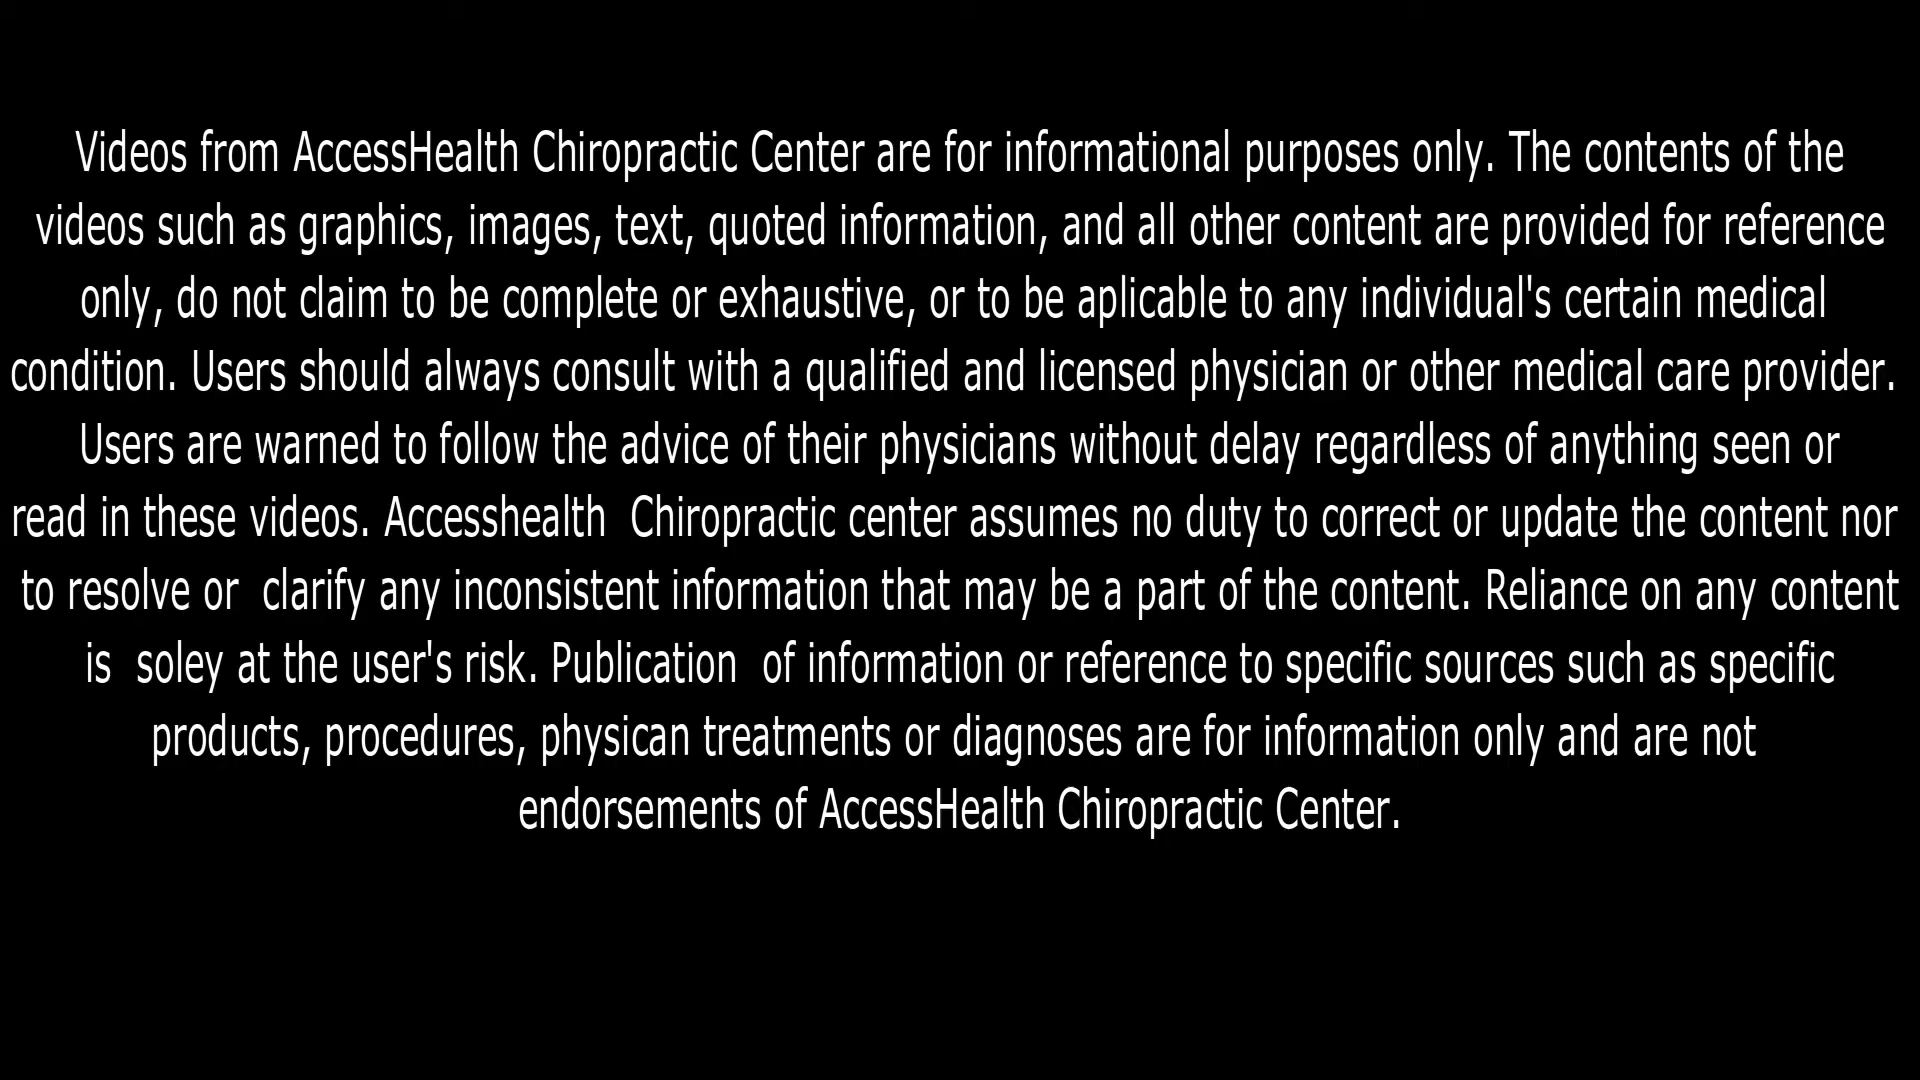 Videos from AccessHealth Chiropractic Center are for informational purposes only. The contents of the
videos such as graphics, images, text, quoted information, and all other content are provided for reference
only, do not claim to be complete or exhaustive, or to be aplicable to any individual's certain medical
condition. Users should always consult with a qualified and licensed physician or other medical care provider.
Users are warned to follow the advice of their physicians without delay regardless of anything seen or
read in these videos. Accesshealth  Chiropractic center assumes no duty to correct or update the content nor
to resolve or  clarify any inconsistent information that may be a part of the content. Reliance on any content
is  soley at the user's risk. Publication  of information or reference to specific sources such as specific
products, procedures, physican treatments or diagnoses are for information only and are not
endorsements of AccessHealth Chiropractic Center.